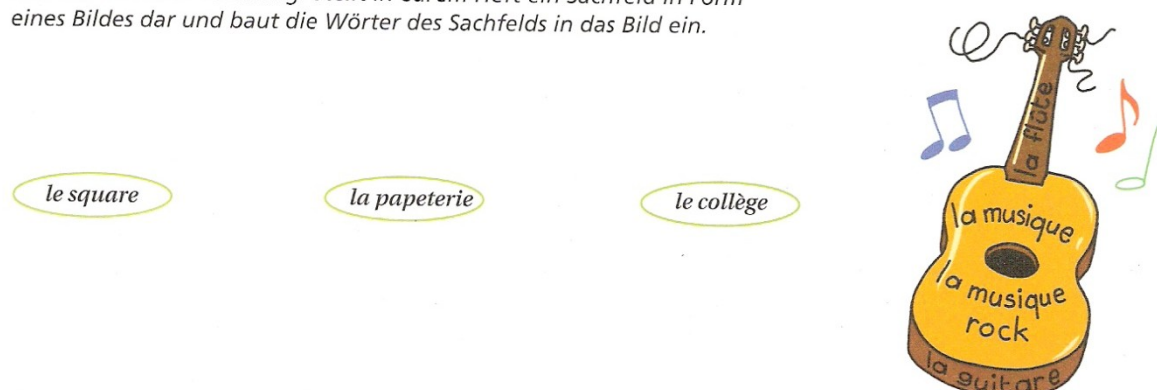 eines Bildes dar und baut die Wörter des Sachfelds in das Bild ein.
le square
la papeterie
le collège
la flûte
la musique
la musique
rock
la guitare